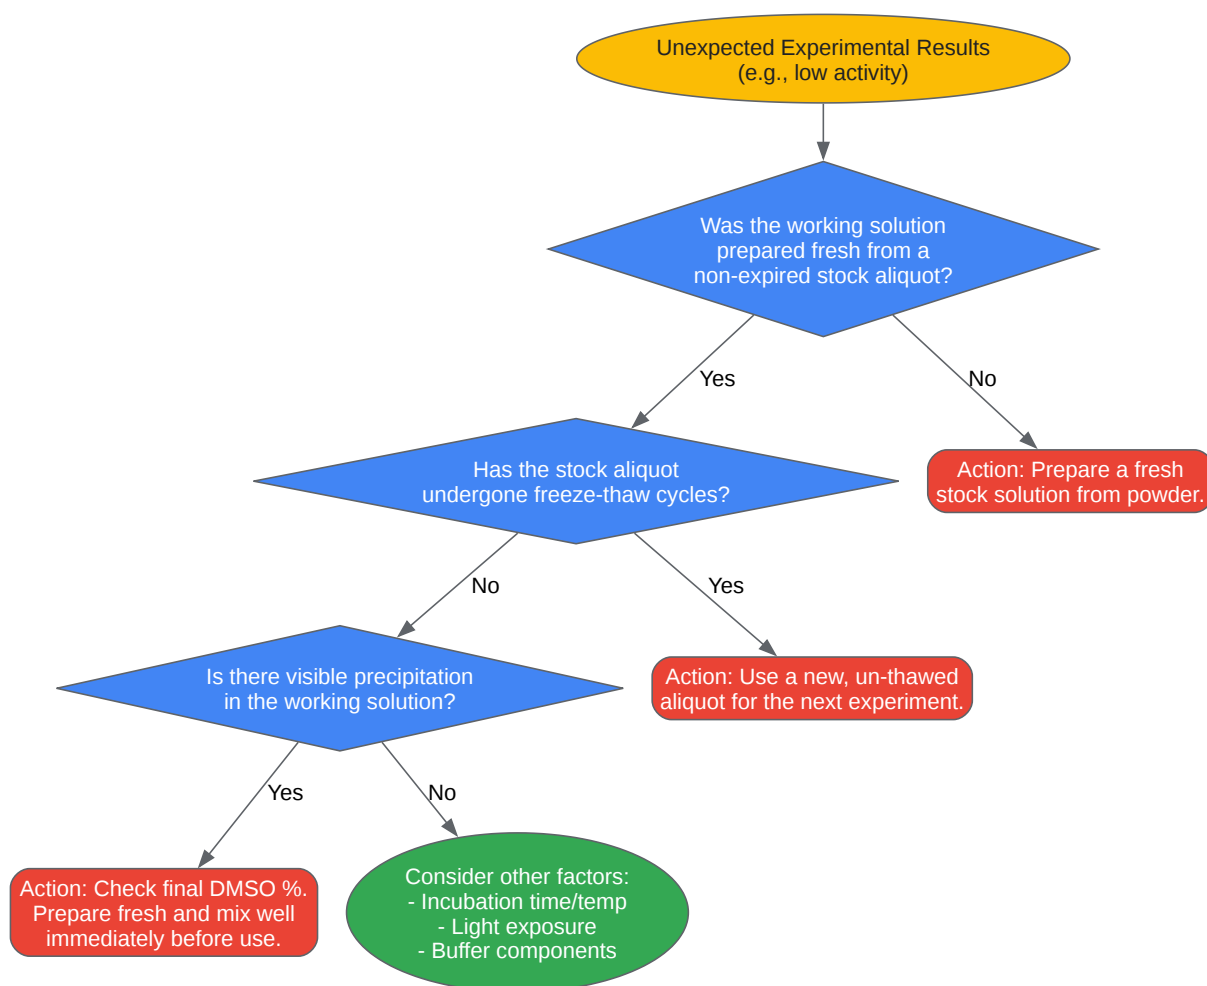 Unexpected Experimental Results
(e.g., low activity)
Was the working solution
prepared fresh from a
non-expired stock aliquot?
Yes
No
Has the stock aliquot
undergone freeze-thaw cycles?
Action: Prepare a fresh
stock solution from powder.
No
Yes
Is there visible precipitation
in the working solution?
Action: Use a new, un-thawed
aliquot for the next experiment.
Yes
No
Action: Check final DMSO %.
Prepare fresh and mix well
immediately before use.
Consider other factors:
- Incubation time/temp
- Light exposure
- Buffer components